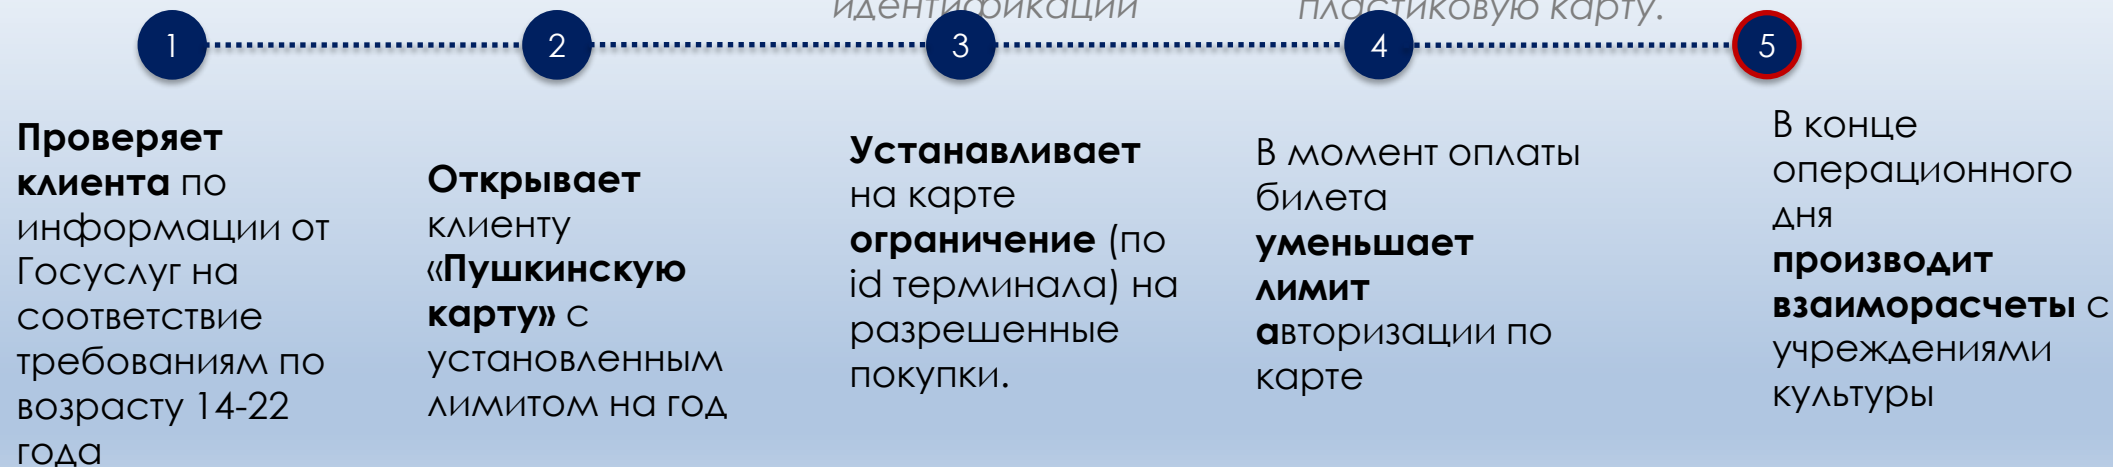 идентификации
пластиковую карту.
1
2
3
4
5
Проверяет
клиента по
информации от
Госуслуг на
соответствие
требованиям по
возрасту 14-22
года
Открывает
клиенту
«Пушкинскую
карту» с
установленным
лимитом на год
Устанавливает
на карте
ограничение (по
id терминала) на
разрешенные
покупки.
В момент оплаты
билета
уменьшает
лимит
авторизации по
карте
В конце
операционного
дня
производит
взаиморасчеты с
учреждениями
культуры